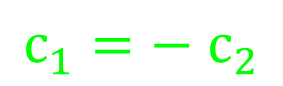 c₁ = − c₂